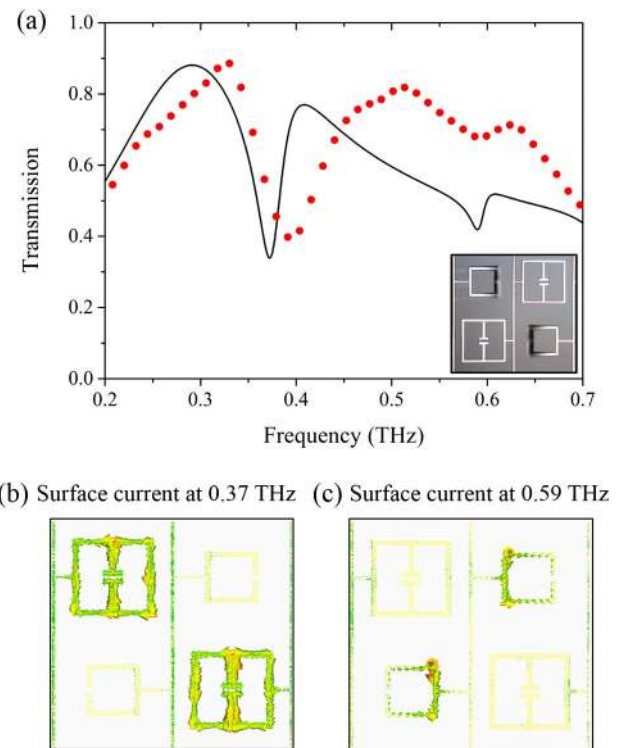 (a)
1.0
0.8
0.6
0.4
0.2
0.0
Transmission
0.2 0.3 0.4 0.5 0.6 0.7
Frequency (THz)
(b) Surface current at 0.37 THz (c) Surface current at 0.59 THz